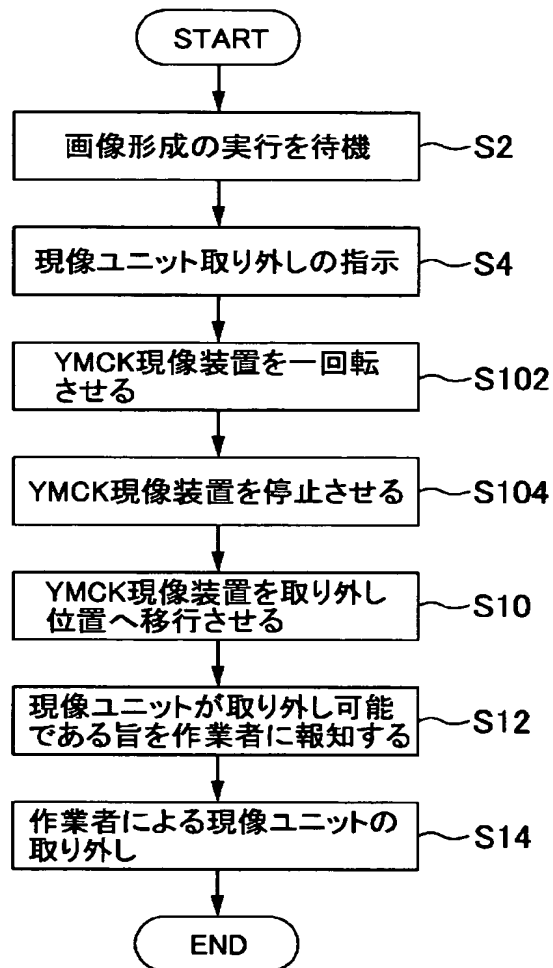 START
画像形成の実行を待機
S2
現像ユニット取り外しの指示
S4
YMCK現像装置を一回転
させる
S102
YMCK現像装置を停止させる
S104
YMCK現像装置を取り外し
位置へ移行させる
S10
現像ユニットが取り外し可能
である旨を作業者に報知する
S12
作業者による現像ユニットの
取り外し
S14
END